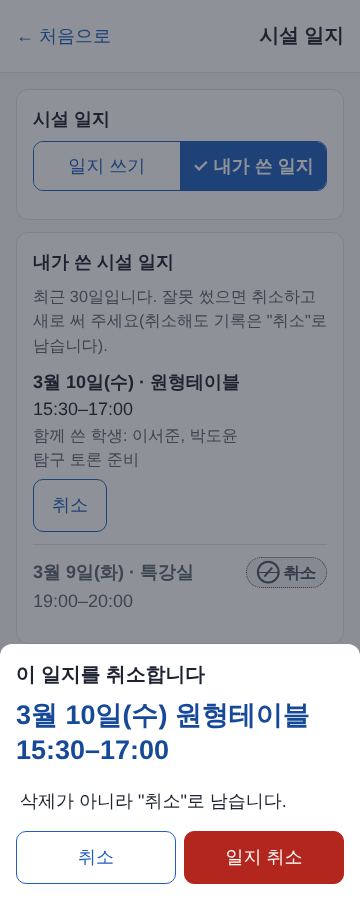 ← 처음으로
시설 일지
시설 일지
일지 쓰기
✓ 내가 쓴 일지
내가 쓴 시설 일지
최근 30일입니다. 잘못 썼으면 취소하고
새로 써 주세요(취소해도 기록은 "취소"로
남습니다).
3월 10일(수) · 원형테이블
15:30–17:00
함께 쓴 학생: 이서준, 박도윤
탐구 토론 준비
취소
3월 9일(화) · 특강실
취소
19:00–20:00
이 일지를 취소합니다
3월 10일(수) 원형테이블
15:30–17:00
삭제가 아니라 "취소"로 남습니다.
취소
일지 취소